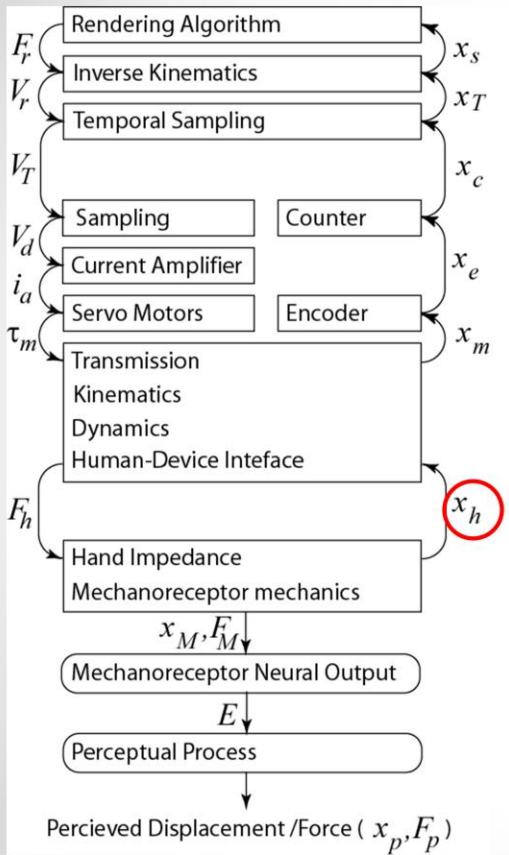 Rendering Algorithm
F_r
x_s
Inverse Kinematics
V_r
x_T
Temporal Sampling
V_T
x_c
Sampling
Counter
V_d
x_e
Current Amplifier
i_a
Servo Motors
Encoder
τ_m
x_m
Transmission
Kinematics
Dynamics
Human-Device Inteface
F_h
x_h
Hand Impedance
Mechanoreceptor mechanics
x_M, F_M
Mechanoreceptor Neural Output
E
Perceptual Process
Percieved Displacement /Force ( x_p, F_p )